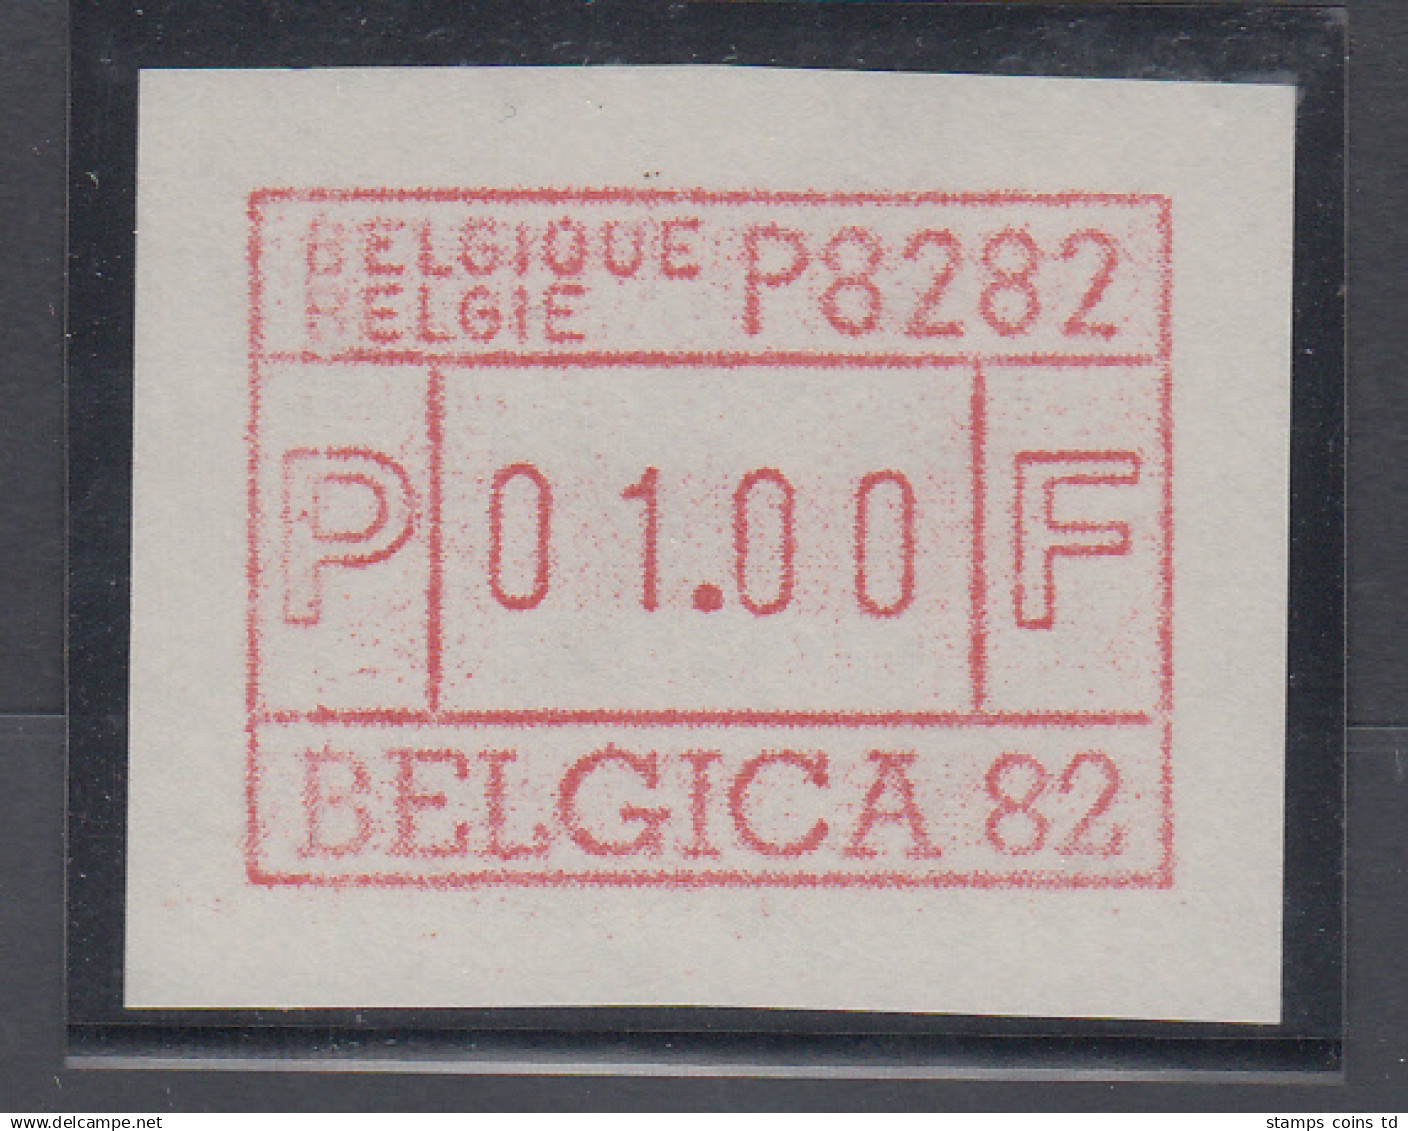 BELGIQUE P8282
BELGIE
P 01.00 F
BELGICA 82
www.delcampe.net
stamps coins td